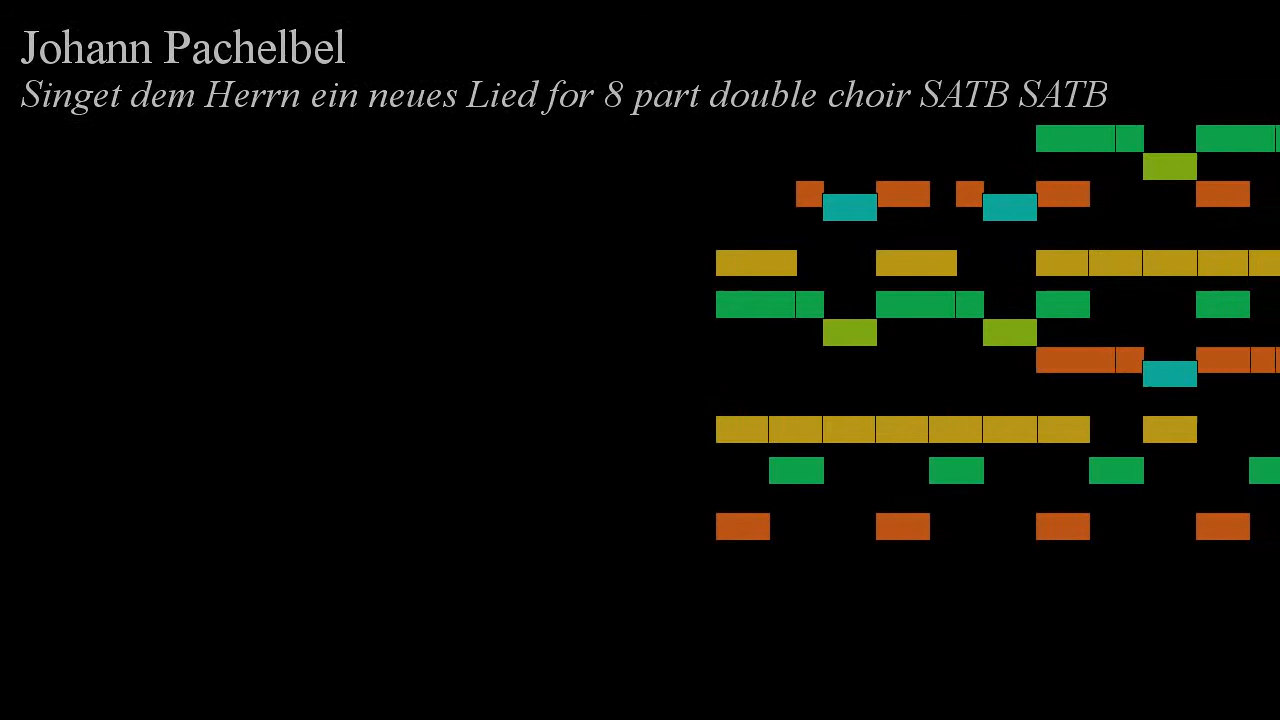 Johann Pachelbel
Singet dem Herrn ein neues Lied for 8 part double choir SATB SATB